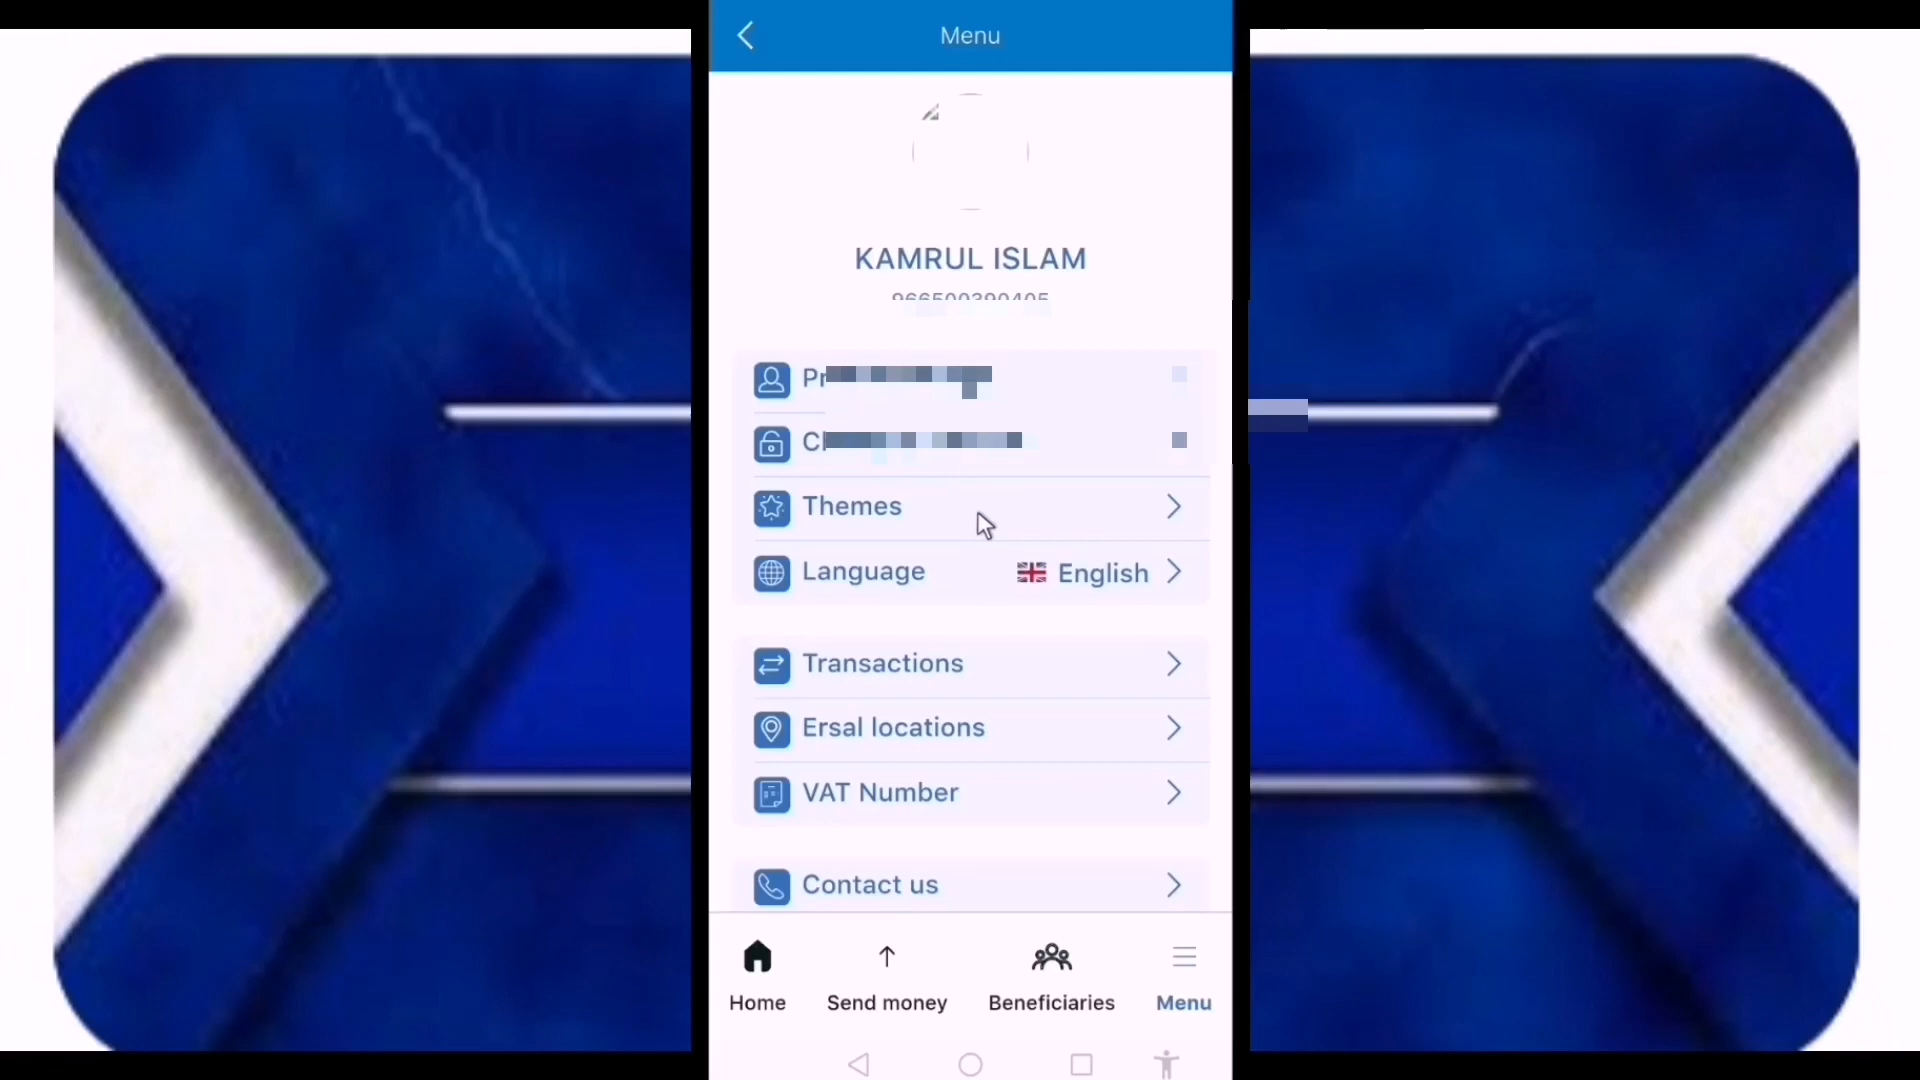 Menu
KAMRUL ISLAM
Themes
Language
English
Transactions
Ersal locations
VAT Number
Contact us
Home
Send money
Beneficiaries
Menu